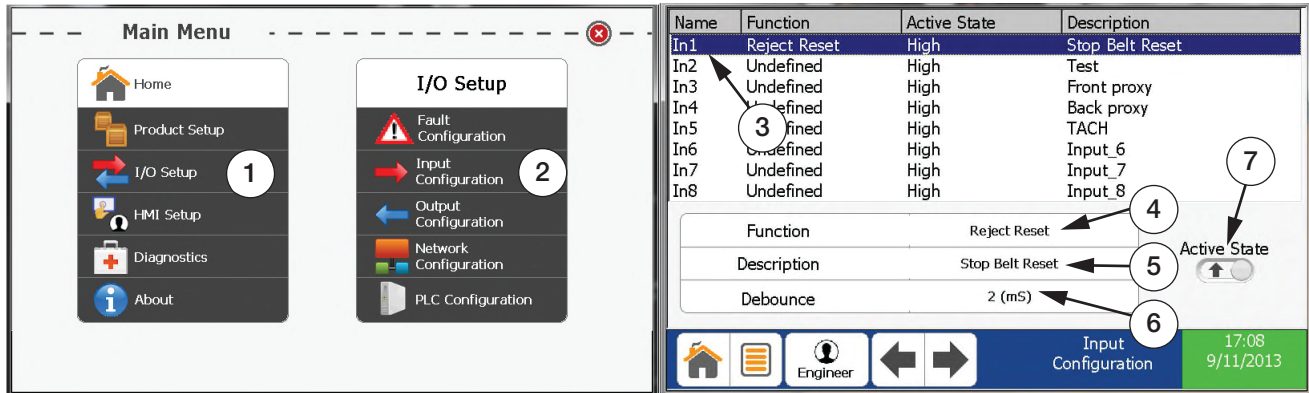 Main Menu
Home
Product Setup
I/O Setup
1
HMI Setup
Diagnostics
About
I/O Setup
Fault
Configuration
Input
Configuration
2
Output
Configuration
Network
Configuration
PLC Configuration
Name Function Active State Description
In1 Reject Reset High Stop Belt Reset
In2 Undefined High Test
In3 Undefined High Front proxy
In4 Undefined High Back proxy
In5 High TACH
In6 Undefined High Input_6
In7 Undefined High Input_7
In8 Undefined High Input_8
3
7
4
Function Reject Reset
Active State
Description Stop Belt Reset
5
Debounce 2 (mS)
6
Engineer
Input
Configuration
17:08
9/11/2013